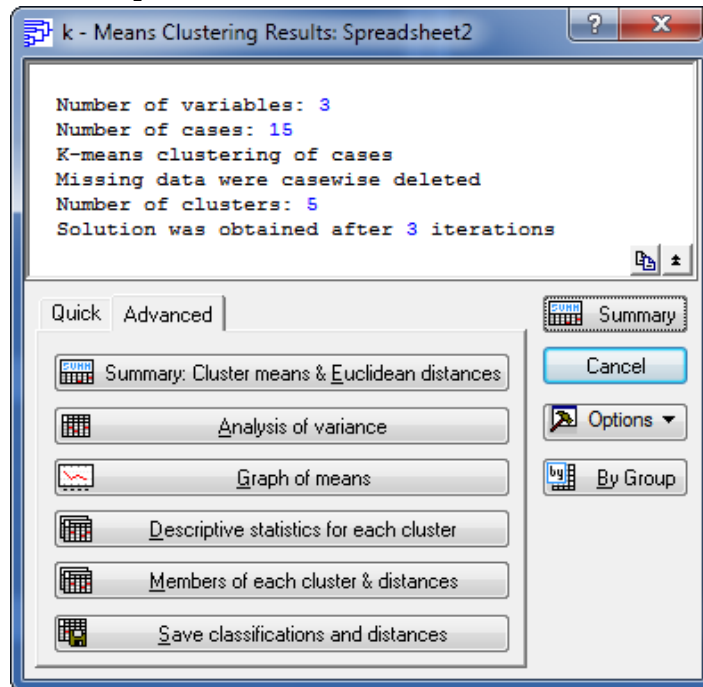 k - Means Clustering Results: Spreadsheet2
Number of variables: 3
Number of cases: 15
K-means clustering of cases
Missing data were casewise deleted
Number of clusters: 5
Solution was obtained after 3 iterations
Quick Advanced
Summary
Summary: Cluster means & Euclidean distances
Cancel
Analysis of variance
Options
Graph of means
By Group
Descriptive statistics for each cluster
Members of each cluster & distances
Save classifications and distances